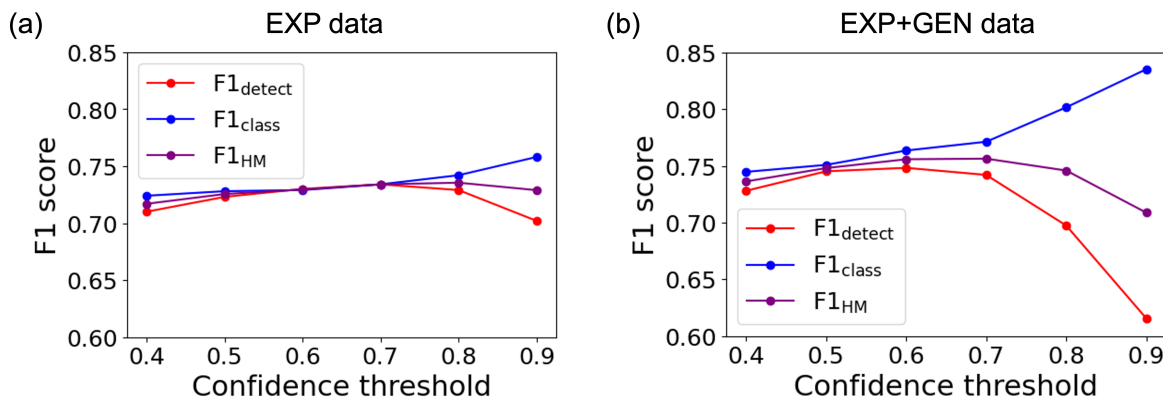 (a)
EXP data
0.85
0.80
0.75
0.70
0.65
0.60
F1 score
F1detect
F1class
F1HM
0.4 0.5 0.6 0.7 0.8 0.9
Confidence threshold
(b)
EXP+GEN data
0.85
0.80
0.75
0.70
0.65
0.60
F1 score
F1detect
F1class
F1HM
0.4 0.5 0.6 0.7 0.8 0.9
Confidence threshold